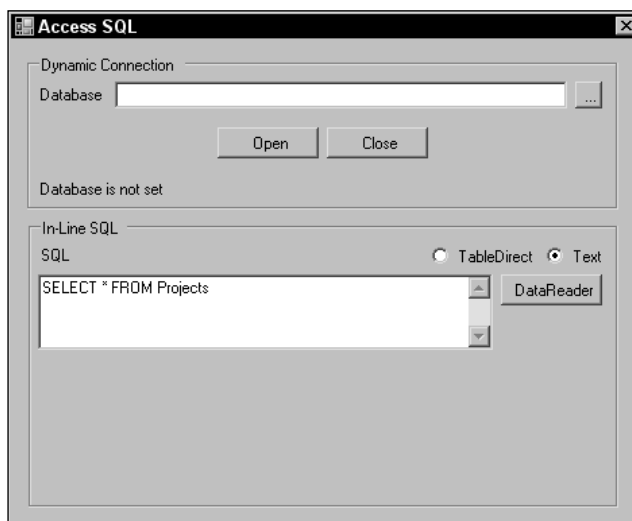 Access SQL
Dynamic Connection
Database
...
Open Close
Database is not set
In-Line SQL
SQL TableDirect Text
SELECT * FROM Projects DataReader